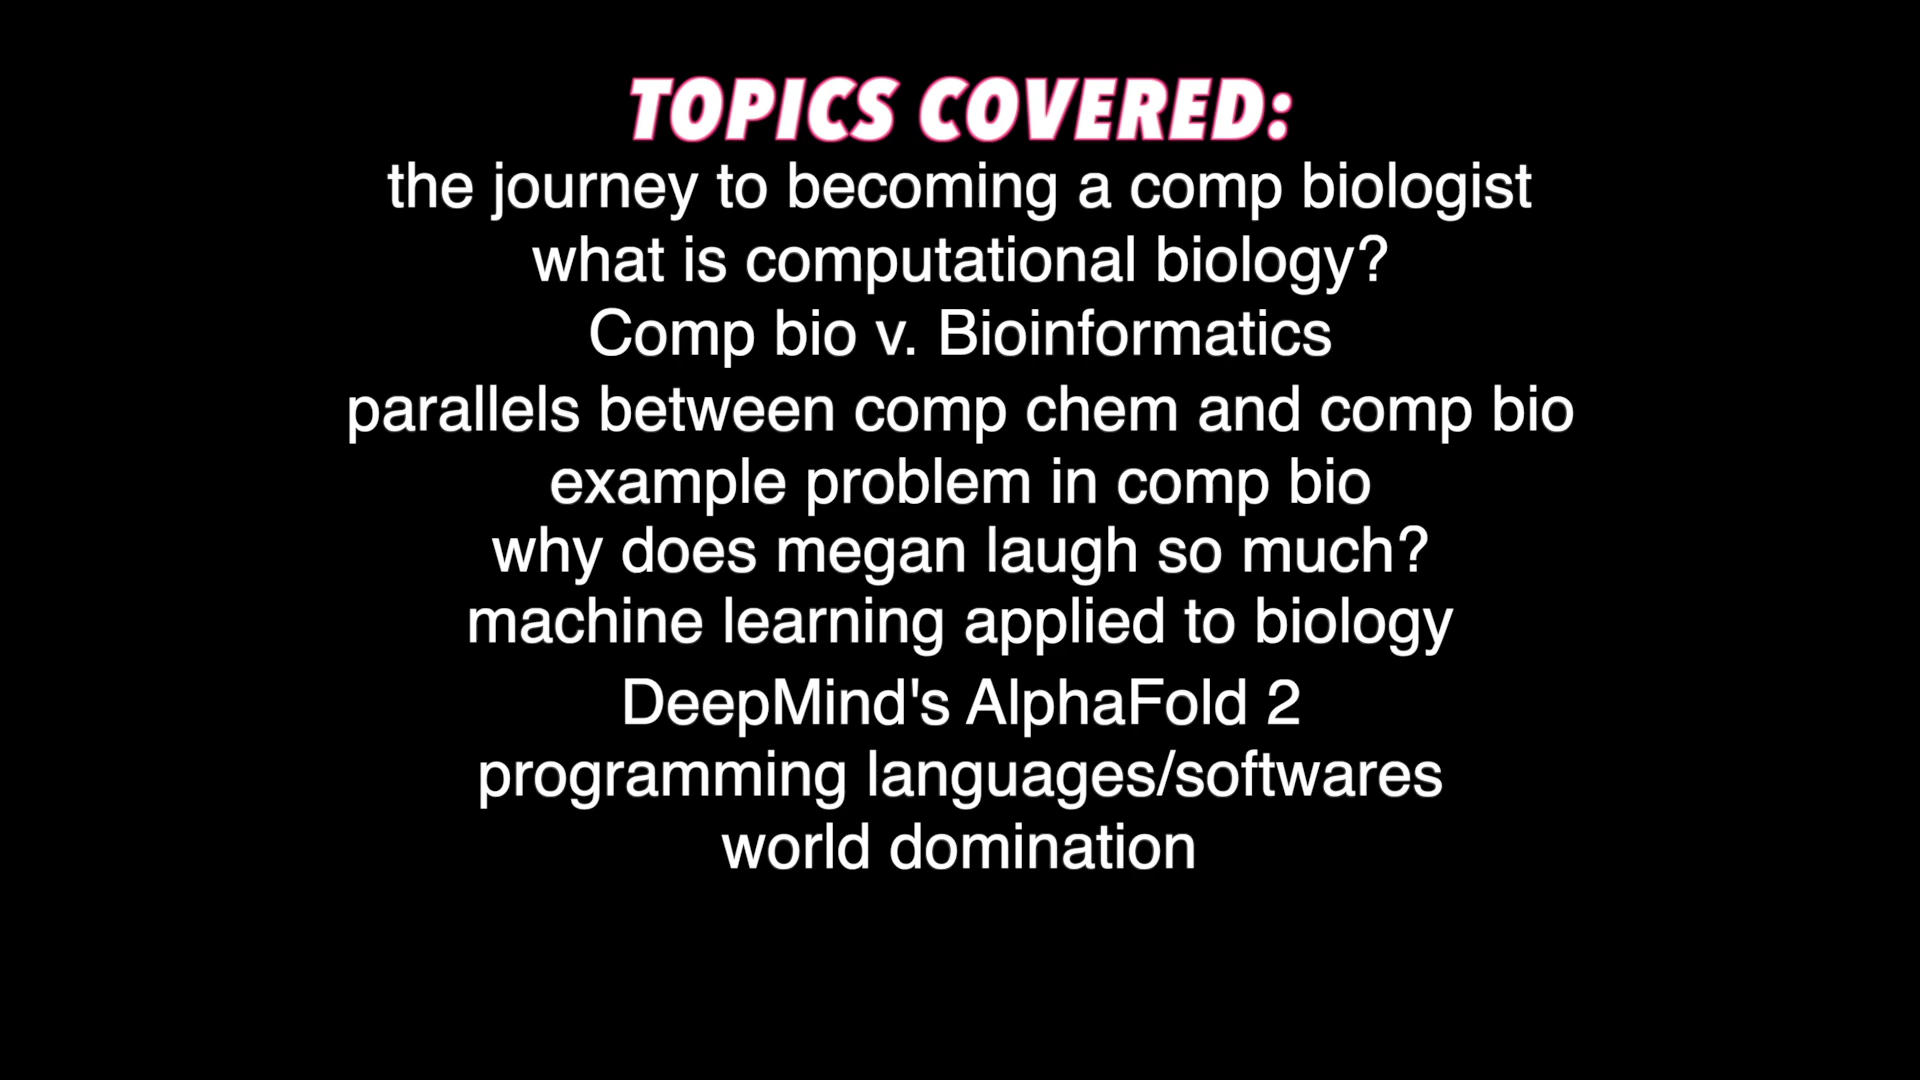 TOPICS COVERED:
the journey to becoming a comp biologist
what is computational biology?
Comp bio v. Bioinformatics
parallels between comp chem and comp bio
example problem in comp bio
why does megan laugh so much?
machine learning applied to biology
DeepMind's AlphaFold 2
programming languages/softwares
world domination